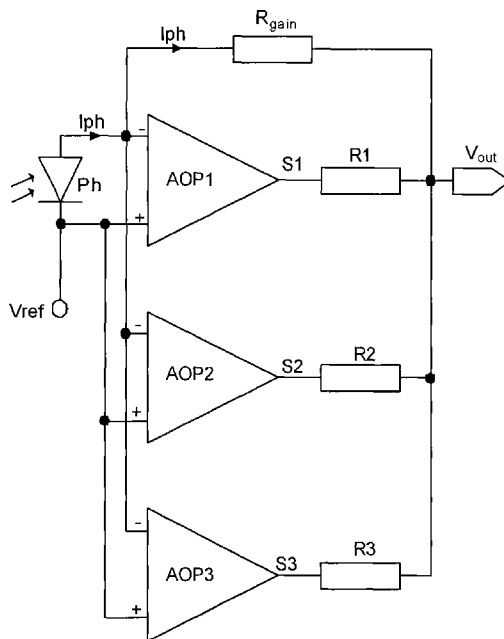 Iph
Rgain
Iph
-
AOP1
+
S1
R1
Vout
Ph
Vref
-
AOP2
+
S2
R2
-
AOP3
+
S3
R3